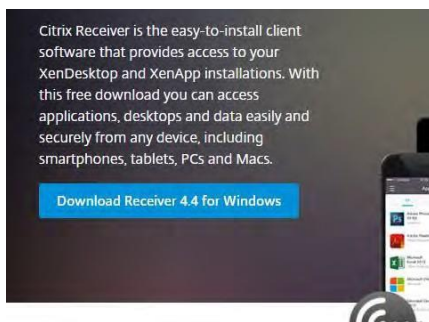 Citrix Receiver is the easy-to-install client
software that provides access to your
XenDesktop and XenApp installations. With
this free download you can access
applications, desktops and data easily and
securely from any device, including
smartphones, tablets, PCs and Macs.
Download Receiver 4.4 for Windows
Ps